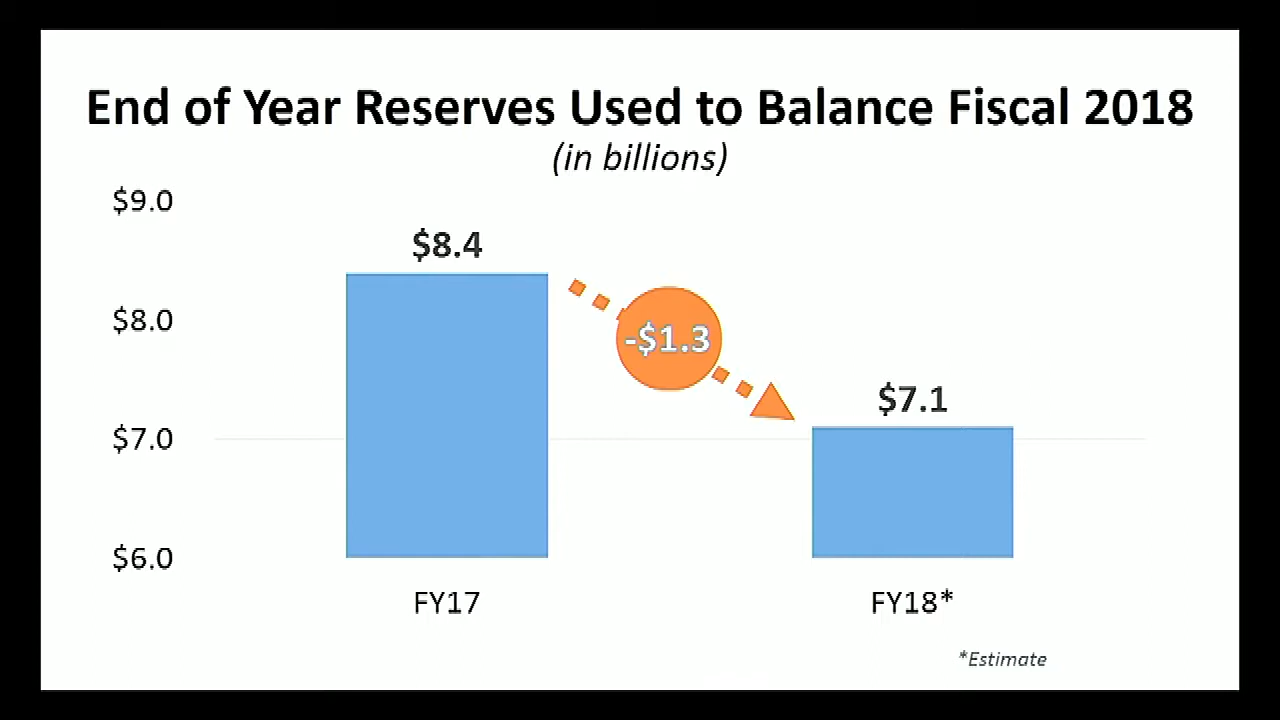 End of Year Reserves Used to Balance Fiscal 2018
(in billions)
$9.0
$8.4
$8.0
-$1.3
$7.1
$7.0
$6.0
FY17
FY18*
*Estimate